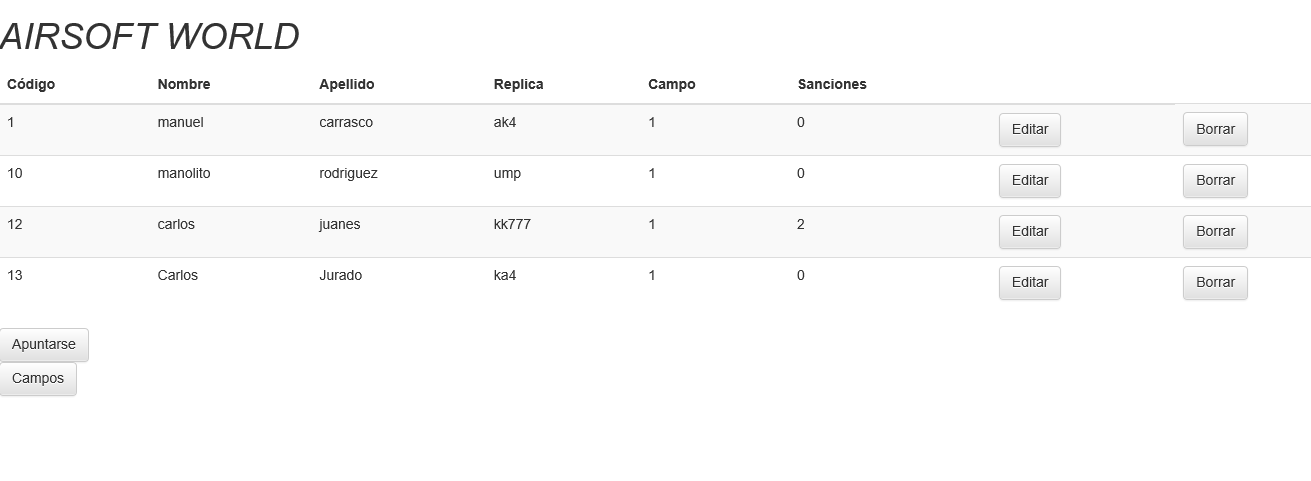 AIRSOFT WORLD
Código Nombre Apellido Replica Campo Sanciones
1 manuel carrasco ak4 1 0 Editar Borrar
10 manolito rodriguez ump 1 0 Editar Borrar
12 carlos juanes kk777 1 2 Editar Borrar
13 Carlos Jurado ka4 1 0 Editar Borrar
Apuntarse
Campos